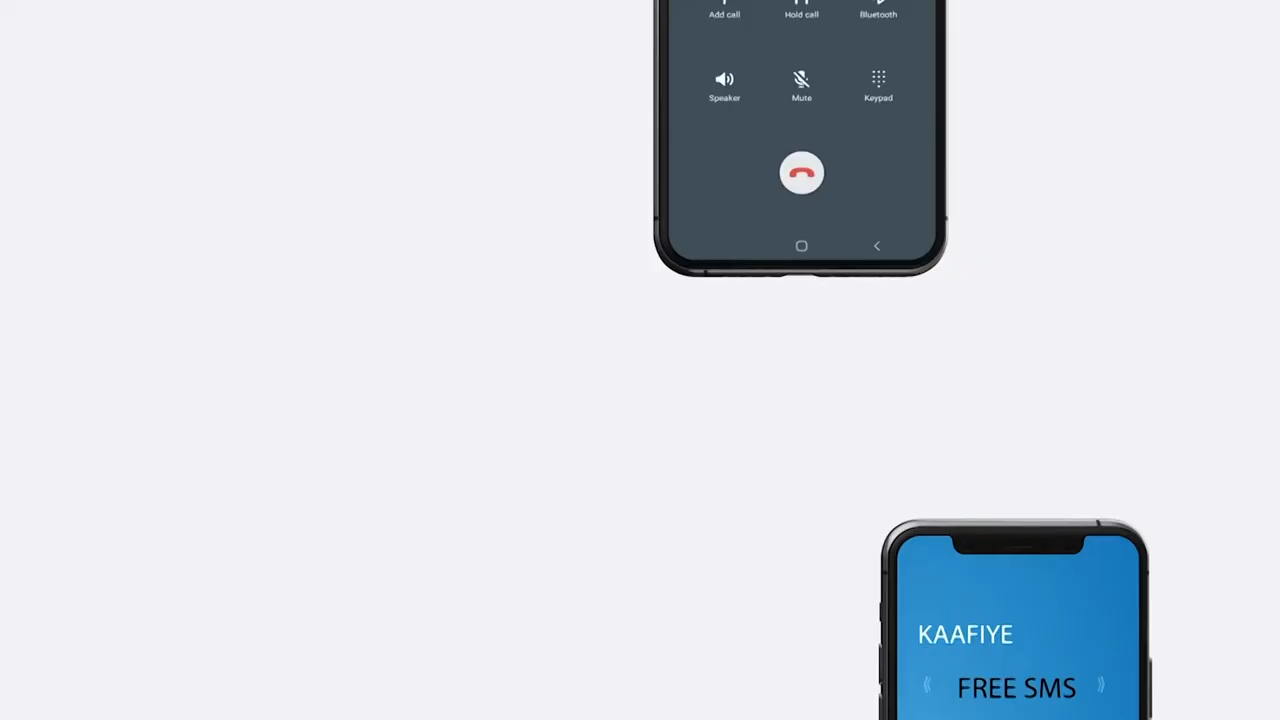 Add call Hold call Bluetooth
Speaker Mute Keypad
KAAFIYE
FREE SMS